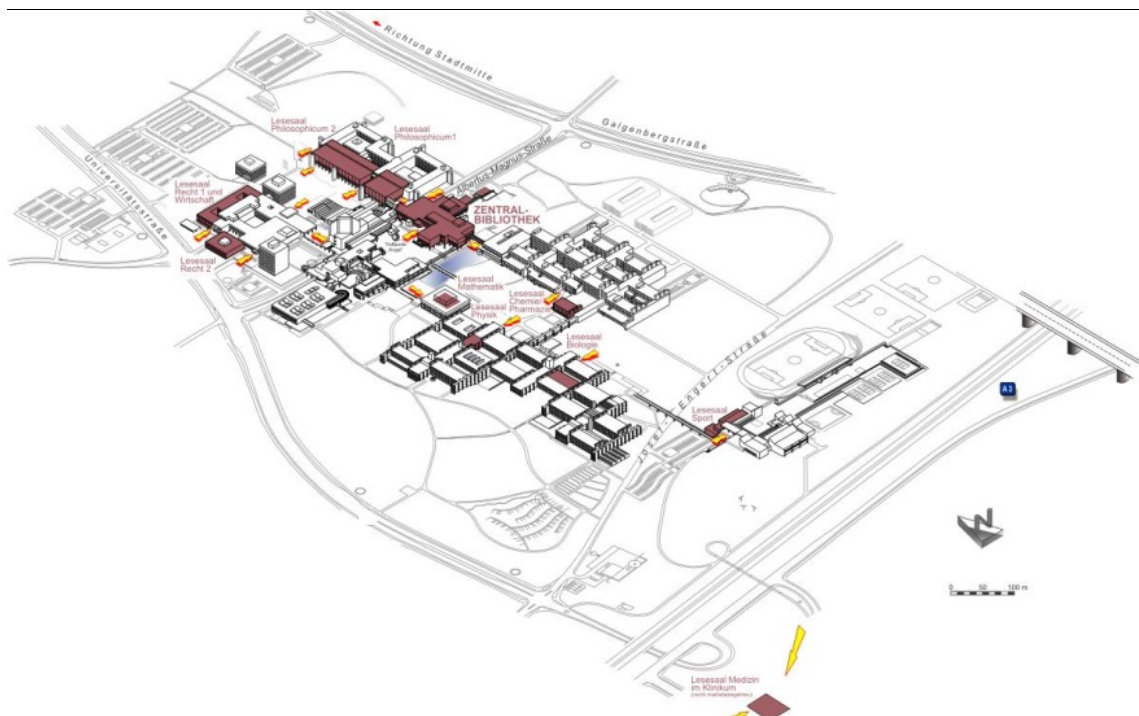 Richtung Stadtmitte
Galgenbergstraße
Albertus-Magnus-Straße
Universitätsstraße
Lesesaal
Philosophicum 2
Lesesaal
Philosophicum1
Lesesaal
Recht 1 und
Wirtschaft
ZENTRAL-
BIBLIOTHEK
Lesesaal
Recht 2
Lesesaal
Mathematik
Lesesaal
Physik
Lesesaal
Chemie/
Pharmazie
Lesesaal
Biologie
Lesesaal
Sport
A 3
N
0 50 100 m
Lesesaal Medizin
im Klinikum
(nicht maßstabsgetreu)